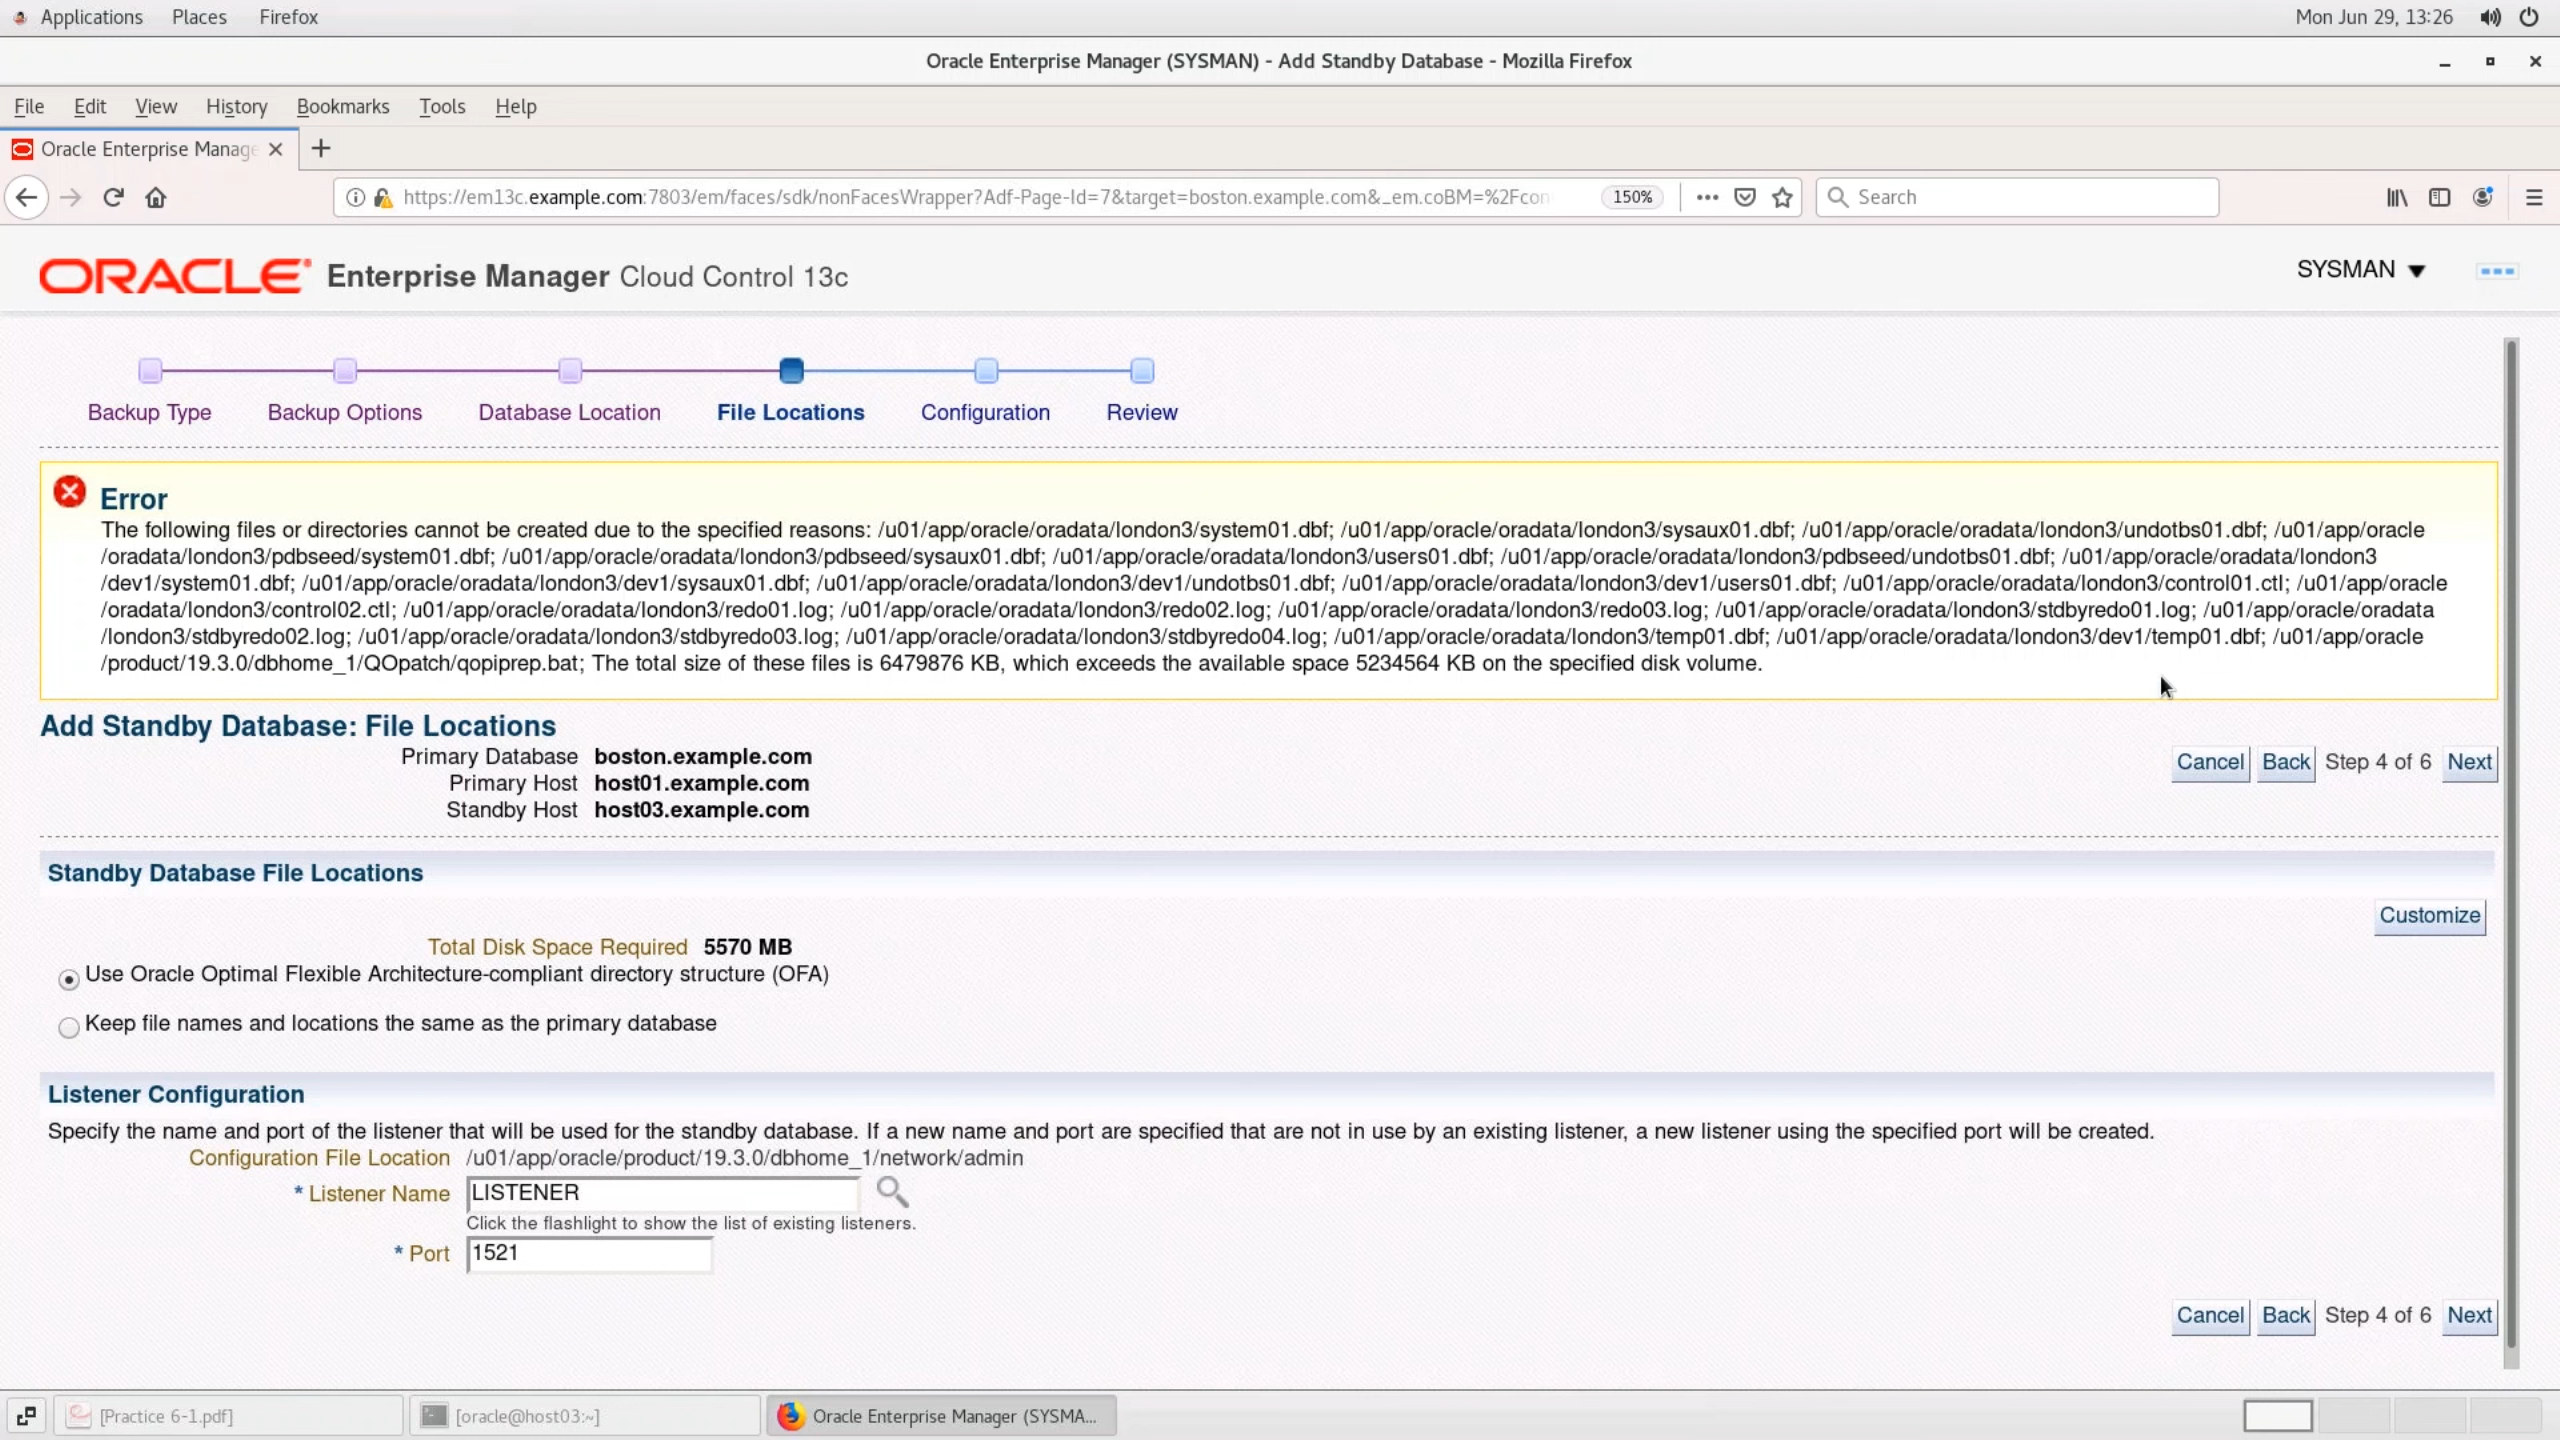 Applications Places Firefox Mon Jun 29, 13:26
Oracle Enterprise Manager (SYSMAN) - Add Standby Database - Mozilla Firefox
File Edit View History Bookmarks Tools Help
Oracle Enterprise Manage
https://em13c.example.com:7803/em/faces/sdk/nonFacesWrapper?Adf-Page-Id=7&target=boston.example.com&_em.coBM=%2Fcon 150% Search
ORACLE Enterprise Manager Cloud Control 13c SYSMAN
Backup Type Backup Options Database Location File Locations Configuration Review
Error
The following files or directories cannot be created due to the specified reasons: /u01/app/oracle/oradata/london3/system01.dbf; /u01/app/oracle/oradata/london3/sysaux01.dbf; /u01/app/oracle/oradata/london3/undotbs01.dbf; /u01/app/oracle
/oradata/london3/pdbseed/system01.dbf; /u01/app/oracle/oradata/london3/pdbseed/sysaux01.dbf; /u01/app/oracle/oradata/london3/users01.dbf; /u01/app/oracle/oradata/london3/pdbseed/undotbs01.dbf; /u01/app/oracle/oradata/london3
/dev1/system01.dbf; /u01/app/oracle/oradata/london3/dev1/sysaux01.dbf; /u01/app/oracle/oradata/london3/dev1/undotbs01.dbf; /u01/app/oracle/oradata/london3/dev1/users01.dbf; /u01/app/oracle/oradata/london3/control01.ctl; /u01/app/oracle
/oradata/london3/control02.ctl; /u01/app/oracle/oradata/london3/redo01.log; /u01/app/oracle/oradata/london3/redo02.log; /u01/app/oracle/oradata/london3/redo03.log; /u01/app/oracle/oradata/london3/stdbyredo01.log; /u01/app/oracle/oradata
/london3/stdbyredo02.log; /u01/app/oracle/oradata/london3/stdbyredo03.log; /u01/app/oracle/oradata/london3/stdbyredo04.log; /u01/app/oracle/oradata/london3/temp01.dbf; /u01/app/oracle/oradata/london3/dev1/temp01.dbf; /u01/app/oracle
/product/19.3.0/dbhome_1/QOpatch/qopiprep.bat; The total size of these files is 6479876 KB, which exceeds the available space 5234564 KB on the specified disk volume.
Add Standby Database: File Locations
Primary Database boston.example.com
Primary Host host01.example.com
Standby Host host03.example.com
Cancel Back Step 4 of 6 Next
Standby Database File Locations
Customize
Total Disk Space Required 5570 MB
Use Oracle Optimal Flexible Architecture-compliant directory structure (OFA)
Keep file names and locations the same as the primary database
Listener Configuration
Specify the name and port of the listener that will be used for the standby database. If a new name and port are specified that are not in use by an existing listener, a new listener using the specified port will be created.
Configuration File Location /u01/app/oracle/product/19.3.0/dbhome_1/network/admin
* Listener Name LISTENER
Click the flashlight to show the list of existing listeners.
* Port 1521
Cancel Back Step 4 of 6 Next
[Practice 6-1.pdf] [oracle@host03:~] Oracle Enterprise Manager (SYSMA...